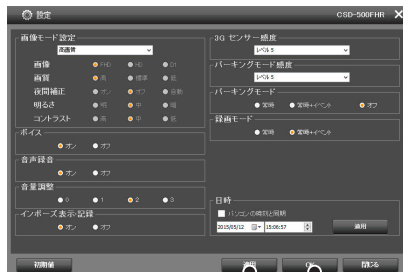 設定
CSD-500FHR
画像モード設定
高画質
画像
FHD
HD
D1
画質
高
標準
低
夜間補正
オン
オフ
自動
明るさ
明
中
暗
コントラスト
高
中
低
ボイス
オン
オフ
音声録音
オン
オフ
音量調整
0
1
2
3
インポーズ表示・記録
オン
オフ
3G センサー感度
レベル 5
パーキングモード感度
レベル 5
パーキングモード
常時
常時+イベント
オフ
録画モード
常時
常時+イベント
日時
パソコンの時刻と同期
2015/05/12
15:06:57
適用
初期値
適用
OK
閉じる